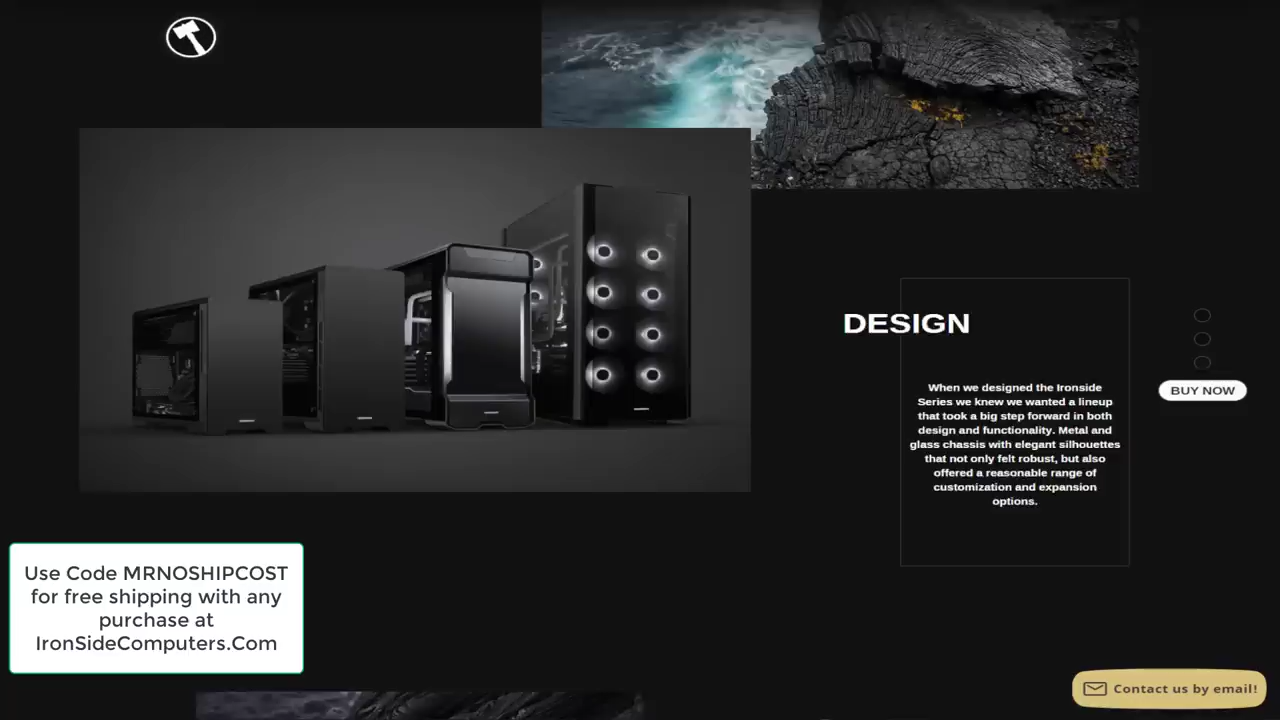 DESIGN
When we designed the Ironside
Series we knew we wanted a lineup
that took a big step forward in both
design and functionality. Metal and
glass chassis with elegant silhouettes
that not only felt robust, but also
offered a reasonable range of
customization and expansion
options.
BUY NOW
Use Code MRNOSHIPCOST
for free shipping with any
purchase at
IronSideComputers.Com
Contact us by email!